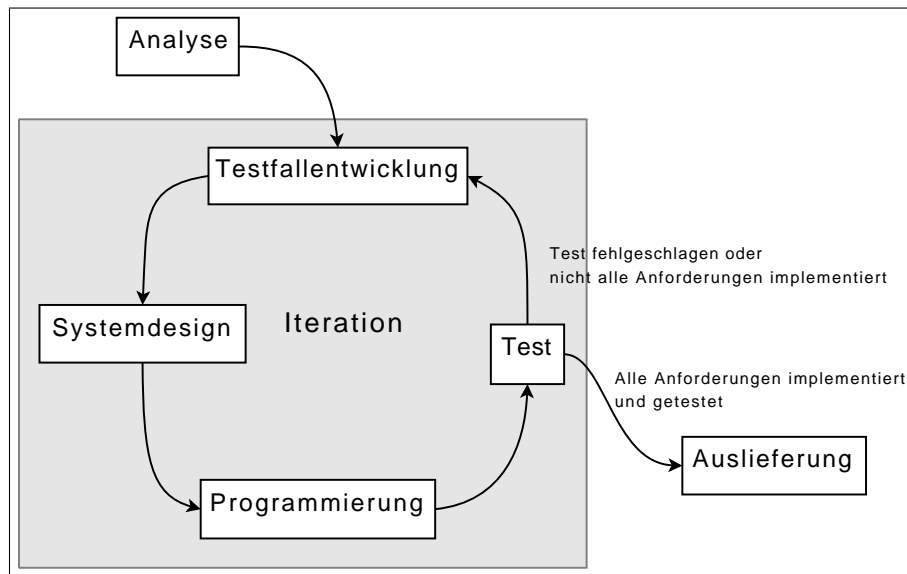 Analyse
Testfallentwicklung
Test fehlgeschlagen oder
nicht alle Anforderungen implementiert
Systemdesign
Iteration
Test
Alle Anforderungen implementiert
und getestet
Auslieferung
Programmierung